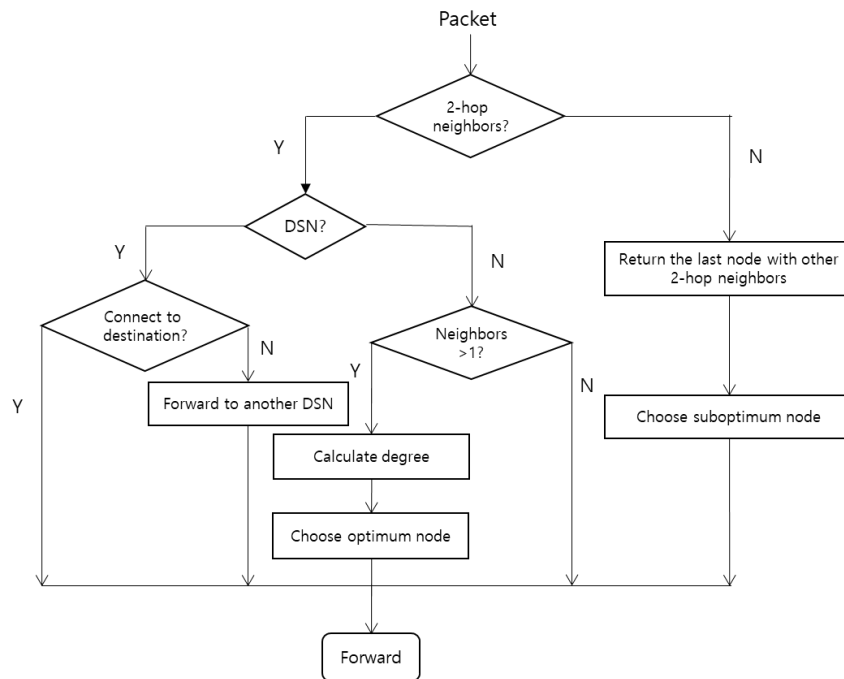 Packet
2-hop
neighbors?
Y
N
DSN?
Y
N
Return the last node with other
2-hop neighbors
Connect to
destination?
Neighbors
>1?
N
Y
Y
N
Forward to another DSN
Choose suboptimum node
Calculate degree
Choose optimum node
Forward